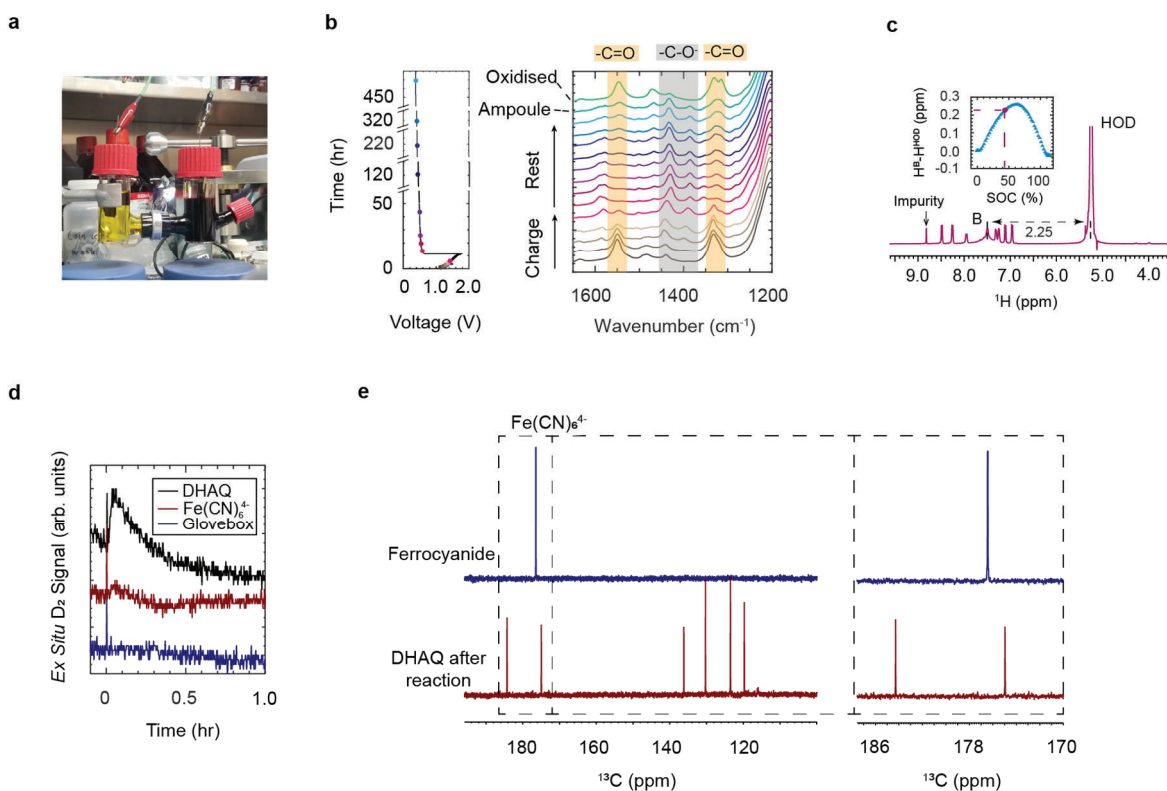 a
b
-C=O
-C-O⁻
-C=O
Oxidised
Ampoule
Rest
Charge
Time (hr)
450
320
220
120
50
0
0
1.0
2.0
Voltage (V)
1600
1400
1200
Wavenumber (cm⁻¹)
c
Hᴮ-Hᴴᴼᴰ (ppm)
0.3
0.2
0.1
0.0
-0.1
0
50
100
SOC (%)
HOD
Impurity
B
2.25
9.0
8.0
7.0
6.0
5.0
¹H (ppm)
d
Ex Situ D₂ Signal (arb. units)
DHAQ
Fe(CN)₆⁴⁻
Glovebox
0
0.5
1.0
Time (hr)
e
Fe(CN)₆⁴⁻
Ferrocyanide
DHAQ after
reaction
180
160
140
120
¹³C (ppm)
186
176
170
¹³C (ppm)